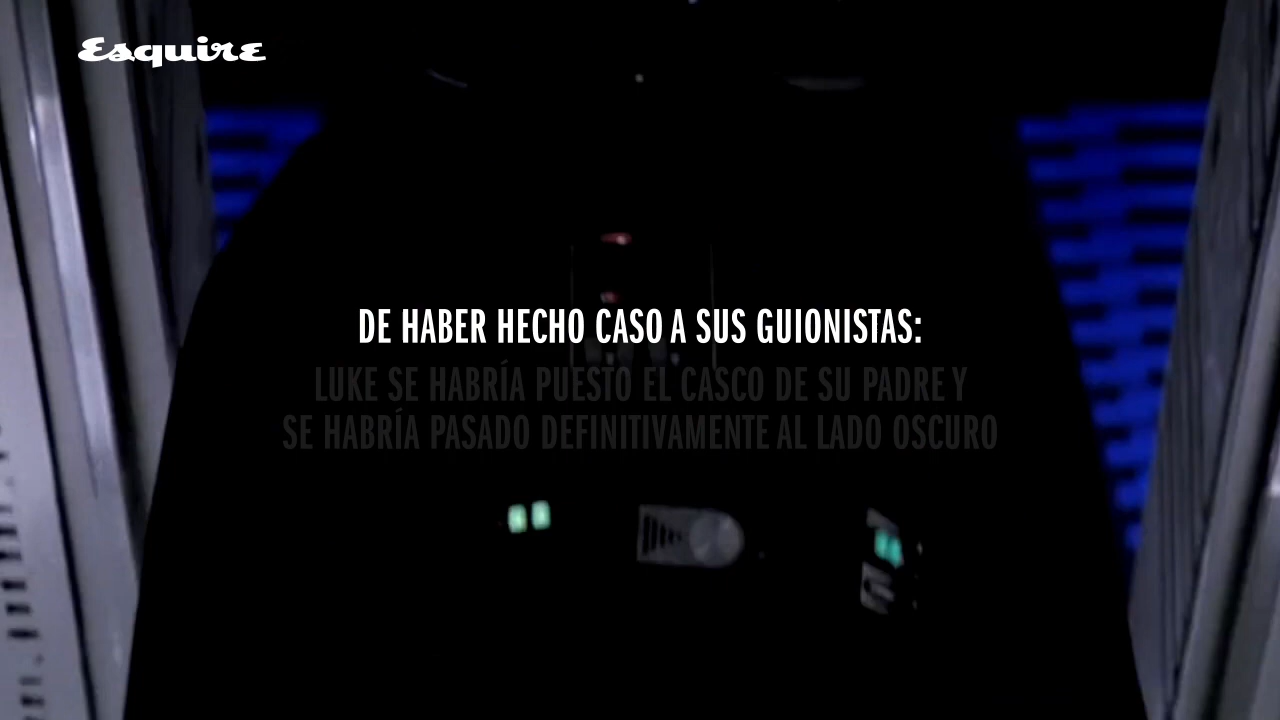 Esquire
DE HABER HECHO CASO A SUS GUIONISTAS:
LUKE SE HABRÍA PUESTO EL CASCO DE SU PADRE Y
SE HABRÍA PASADO DEFINITIVAMENTE AL LADO OSCURO